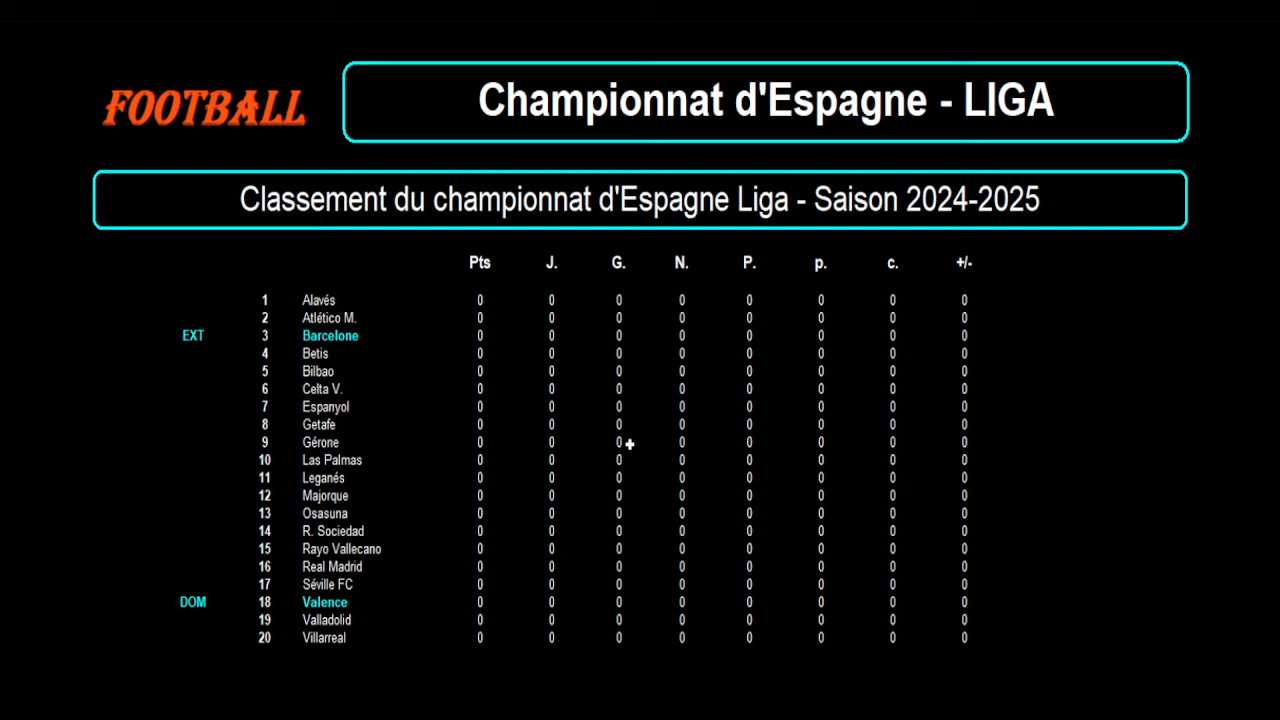 FOOTBALL
Championnat d'Espagne - LIGA
Classement du championnat d'Espagne Liga - Saison 2024-2025
Pts J. G. N. P. p. c. +/-
1 Alavés 0 0 0 0 0 0 0 0
2 Atlético M. 0 0 0 0 0 0 0 0
EXT 3 Barcelone 0 0 0 0 0 0 0 0
4 Betis 0 0 0 0 0 0 0 0
5 Bilbao 0 0 0 0 0 0 0 0
6 Celta V. 0 0 0 0 0 0 0 0
7 Espanyol 0 0 0 0 0 0 0 0
8 Getafe 0 0 0 0 0 0 0 0
9 Gérone 0 0 0 0 0 0 0 0
10 Las Palmas 0 0 0 0 0 0 0 0
11 Leganés 0 0 0 0 0 0 0 0
12 Majorque 0 0 0 0 0 0 0 0
13 Osasuna 0 0 0 0 0 0 0 0
14 R. Sociedad 0 0 0 0 0 0 0 0
15 Rayo Vallecano 0 0 0 0 0 0 0 0
16 Real Madrid 0 0 0 0 0 0 0 0
17 Séville FC 0 0 0 0 0 0 0 0
DOM 18 Valence 0 0 0 0 0 0 0 0
19 Valladolid 0 0 0 0 0 0 0 0
20 Villarreal 0 0 0 0 0 0 0 0